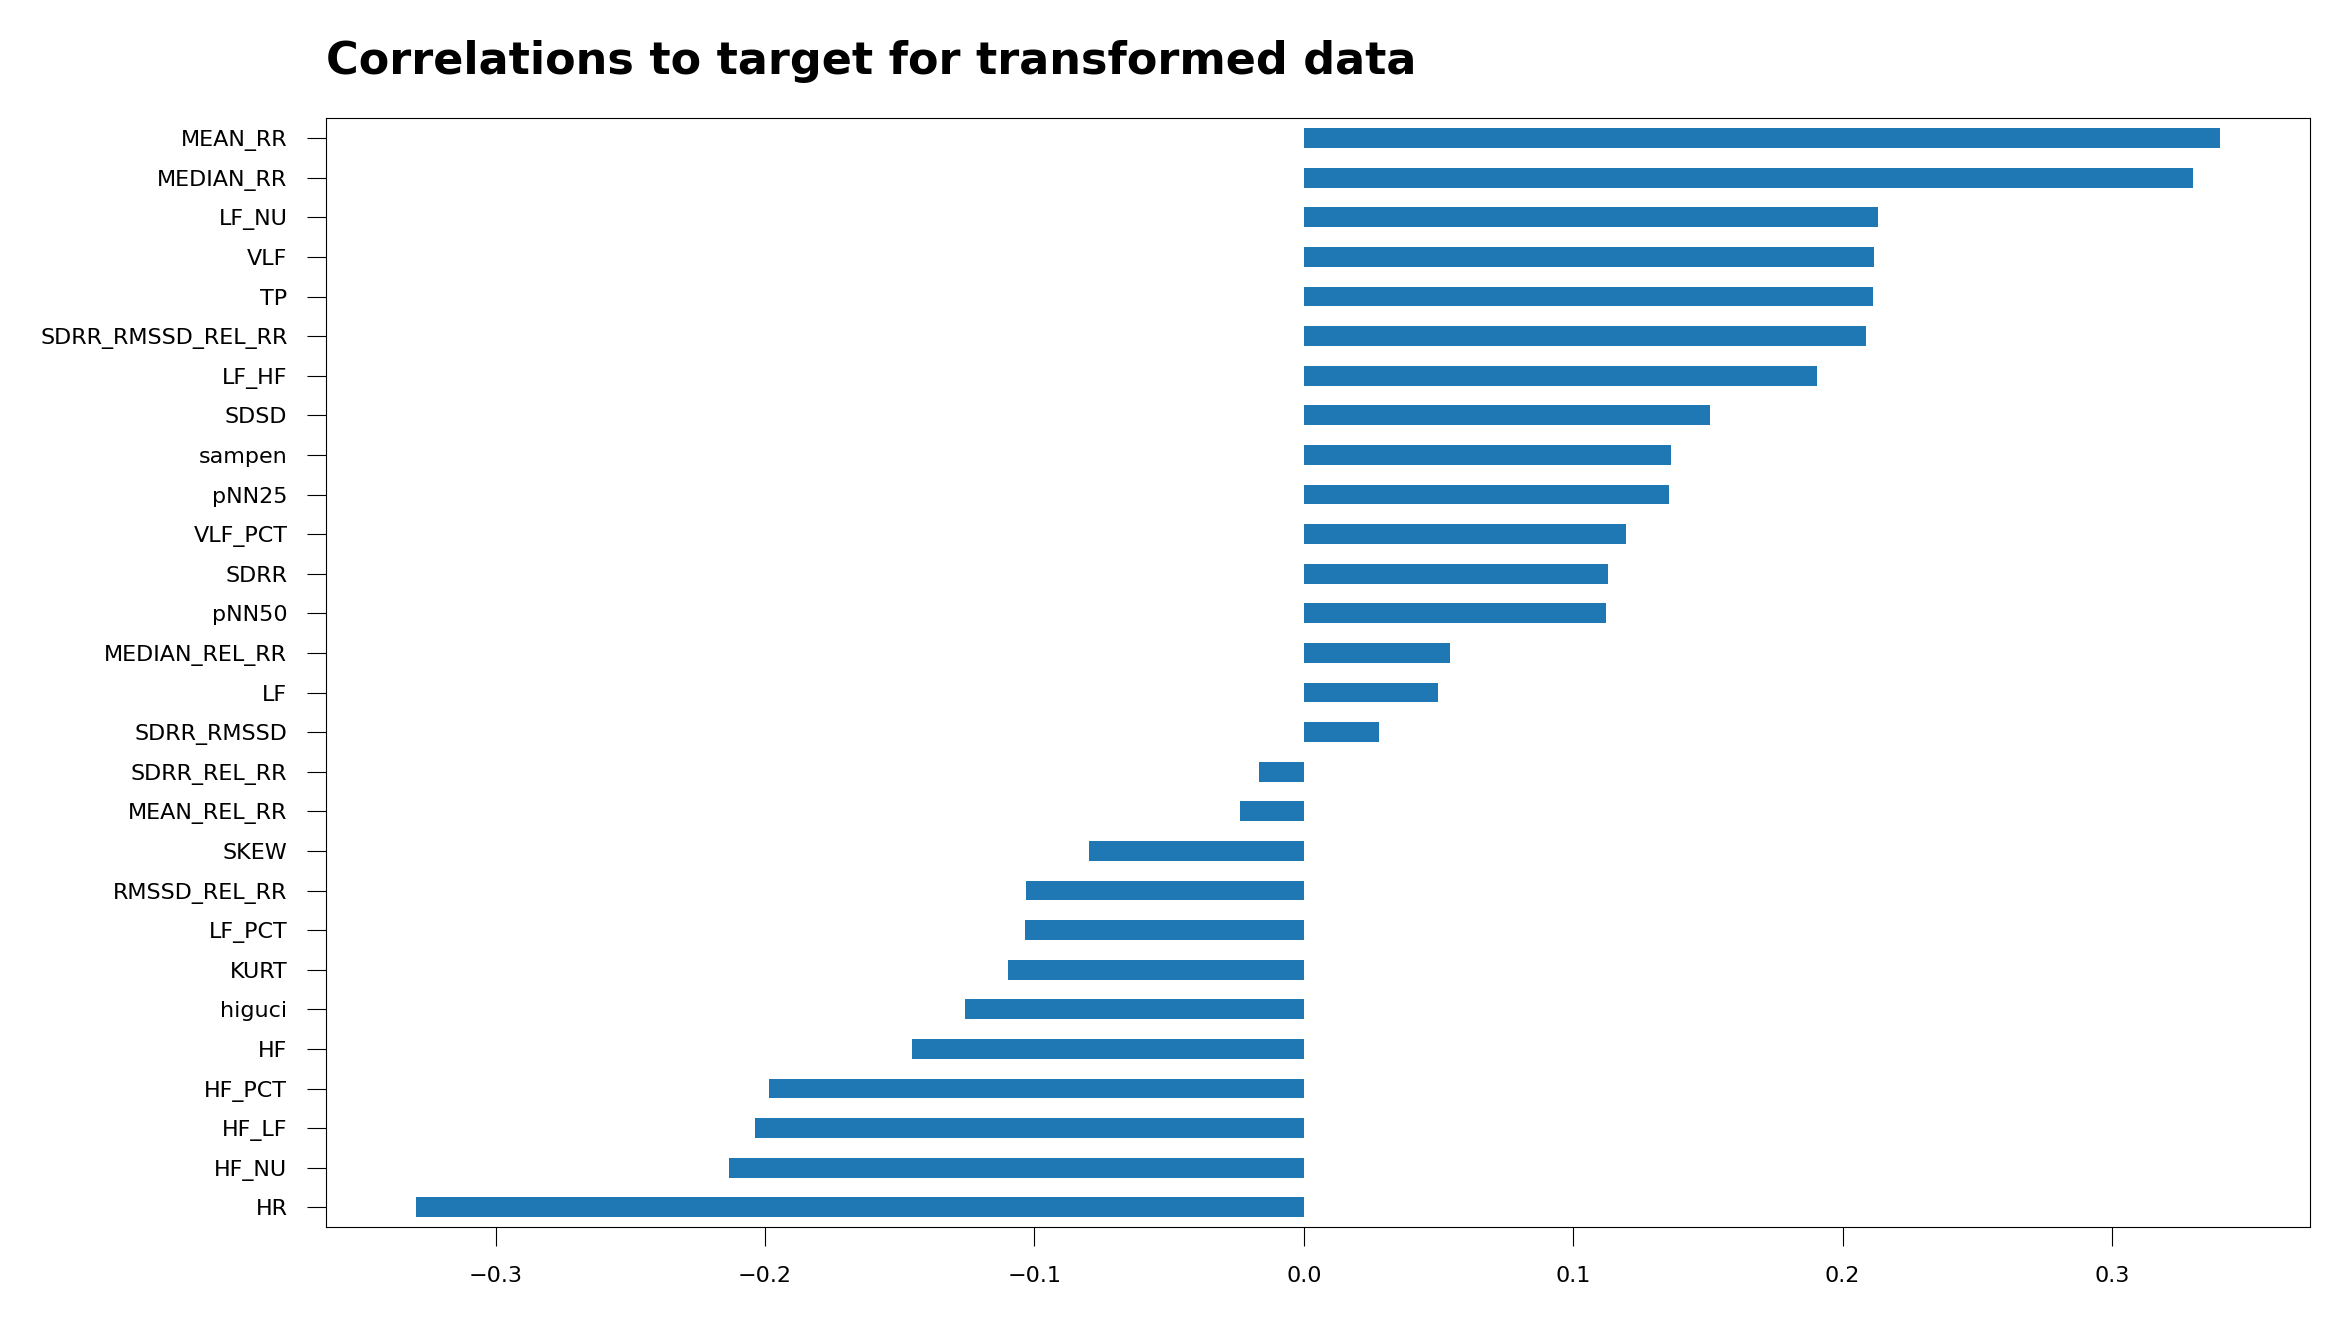 Correlations to target for transformed data
MEAN_RR
MEDIAN_RR
LF_NU
VLF
TP
SDRR_RMSSD_REL_RR
LF_HF
SDSD
sampen
pNN25
VLF_PCT
SDRR
pNN50
MEDIAN_REL_RR
LF
SDRR_RMSSD
SDRR_REL_RR
MEAN_REL_RR
SKEW
RMSSD_REL_RR
LF_PCT
KURT
higuci
HF
HF_PCT
HF_LF
HF_NU
HR
−0.3 −0.2 −0.1 0.0 0.1 0.2 0.3